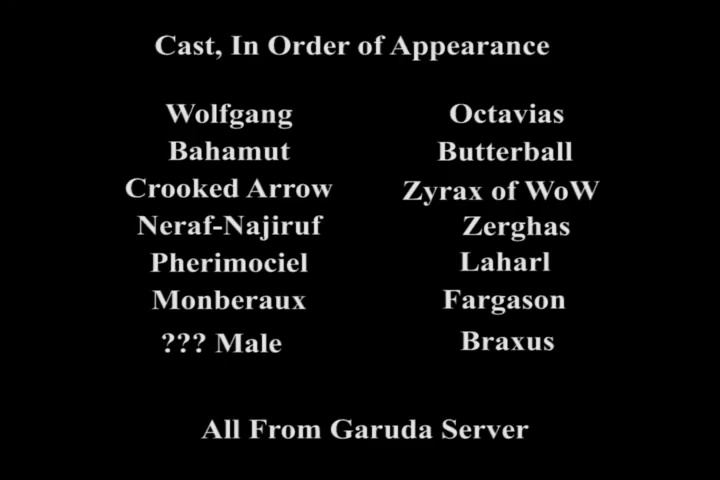 Cast, In Order of Appearance
Wolfgang Octavias
Bahamut Butterball
Crooked Arrow Zyrax of WoW
Neraf-Najiruf Zerghas
Pherimociel Laharl
Monberaux Fargason
??? Male Braxus
All From Garuda Server